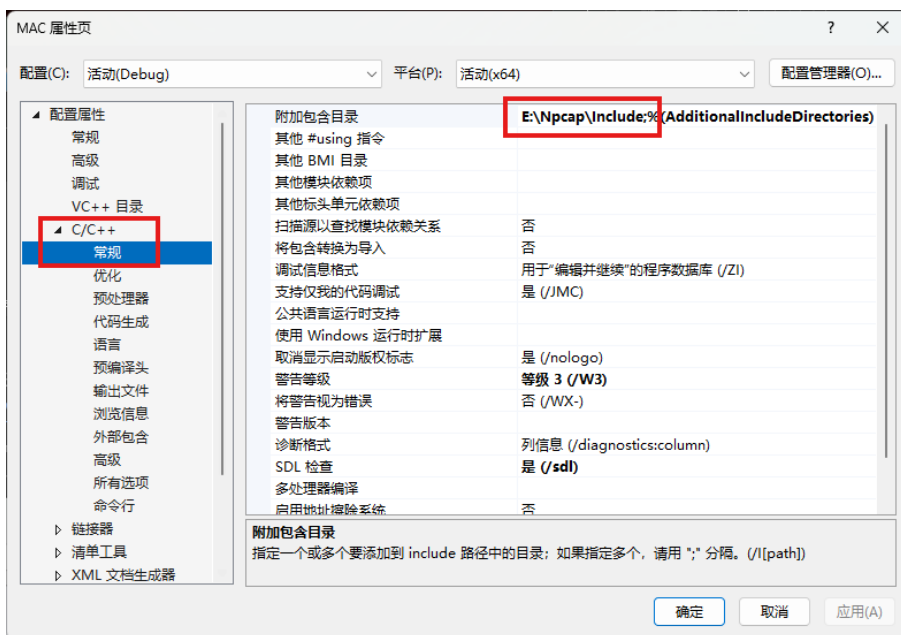 MAC 属性页
? ×
配置(C): 活动(Debug) 平台(P): 活动(x64) 配置管理器(O)...
配置属性
常规
高级
调试
VC++ 目录
C/C++
常规
优化
预处理器
代码生成
语言
预编译头
输出文件
浏览信息
外部包含
高级
所有选项
命令行
链接器
清单工具
XML 文档生成器
附加包含目录 E:\Npcap\Include;%(AdditionalIncludeDirectories)
其他 #using 指令
其他 BMI 目录
其他模块依赖项
其他标头单元依赖项
扫描源以查找模块依赖关系 否
将包含转换为导入 否
调试信息格式 用于“编辑并继续”的程序数据库 (/ZI)
支持仅我的代码调试 是 (/JMC)
公共语言运行时支持
使用 Windows 运行时扩展
取消显示启动版权标志 是 (/nologo)
警告等级 等级 3 (/W3)
将警告视为错误 否 (/WX-)
警告版本
诊断格式 列信息 (/diagnostics:column)
SDL 检查 是 (/sdl)
多处理器编译
启用地址擦除系统 否
附加包含目录
指定一个或多个要添加到 include 路径中的目录；如果指定多个，请用 ";" 分隔。(/I[path])
确定 取消 应用(A)